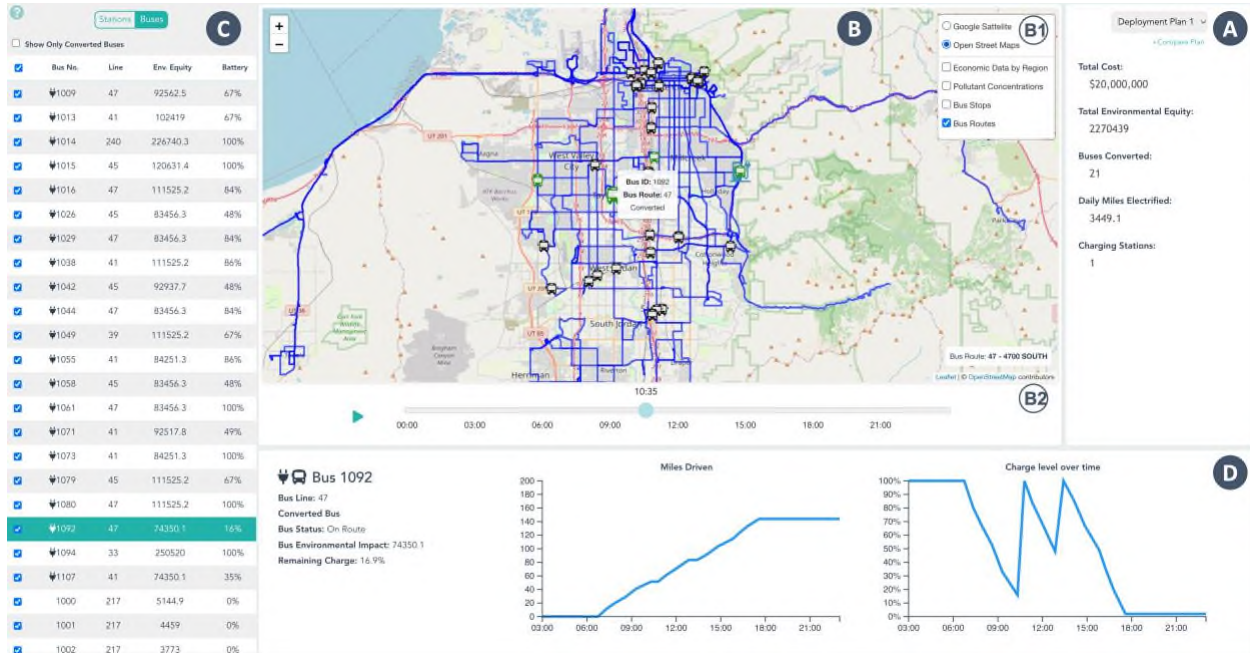 ?
Stations Buses
C
Show Only Converted Buses
Bus No. Line Env. Equity Battery
1009 47 92562.5 67%
1013 41 102419 67%
1014 240 226740.3 100%
1015 45 120631.4 100%
1016 47 111525.2 84%
1026 45 83456.3 48%
1029 47 83456.3 84%
1038 41 111525.2 86%
1042 45 92937.7 48%
1044 47 83456.3 84%
1049 39 111525.2 67%
1055 41 84251.3 86%
1058 45 83456.3 48%
1061 47 83456.3 100%
1071 41 92517.8 49%
1073 41 84251.3 100%
1079 45 111525.2 67%
1080 47 111525.2 100%
1092 47 74350.1 16%
1094 33 250520 100%
1107 41 74350.1 35%
1000 217 5144.9 0%
1001 217 4459 0%
1002 217 3773 0%
+
−
B
B1
Google Sattelite
Open Street Maps
Economic Data by Region
Pollutant Concentrations
Bus Stops
Bus Routes
UT 201
Magna
West Valley
City
Bus ID: 1092
Bus Route: 47
Converted
Holladay
Cottonwood
Heights
West Jordan
South Jordan
Riverton
Herriman
Bingham
Canyon
Mine
UT 85
Bus Route: 47 - 4700 SOUTH
Leaflet | © OpenStreetMap contributors
10:35
B2
00:00 03:00 06:00 09:00 12:00 15:00 18:00 21:00
Deployment Plan 1
A
+Compare Plan
Total Cost:
$20,000,000
Total Environmental Equity:
2270439
Buses Converted:
21
Daily Miles Electrified:
3449.1
Charging Stations:
1
Bus 1092
Bus Line: 47
Converted Bus
Bus Status: On Route
Bus Environmental Impact: 74350.1
Remaining Charge: 16.9%
Miles Driven
200
180
160
140
120
100
80
60
40
20
0
03:00 06:00 09:00 12:00 15:00 18:00 21:00
Charge level over time
D
100%
90%
80%
70%
60%
50%
40%
30%
20%
10%
0%
03:00 06:00 09:00 12:00 15:00 18:00 21:00